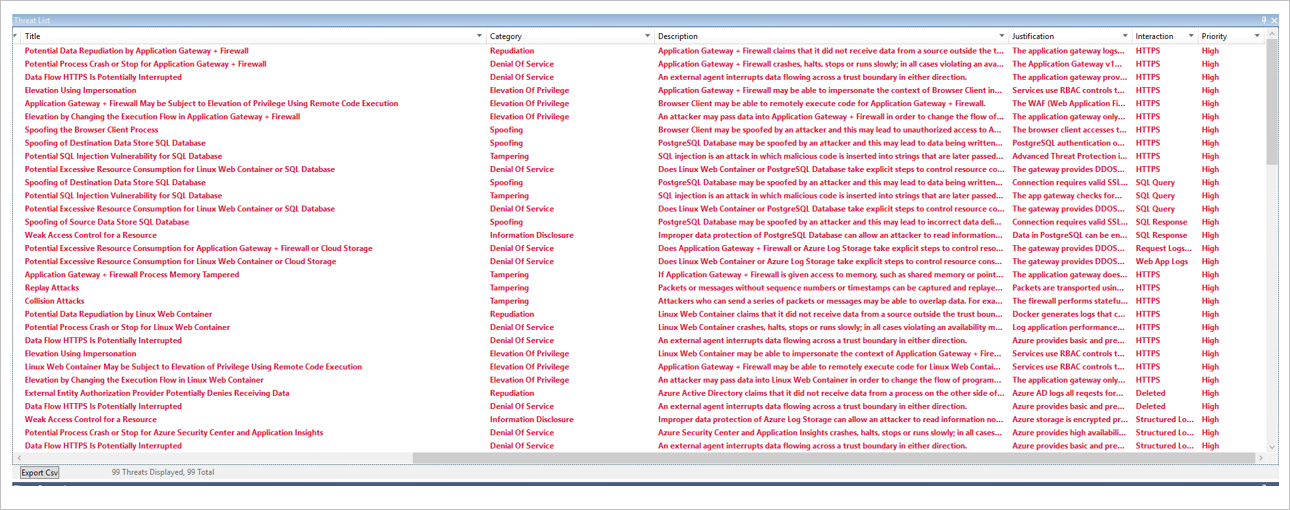 Threat List
Title Category Description Justification Interaction Priority
Potential Data Repudiation by Application Gateway + Firewall Repudiation Application Gateway + Firewall claims that it did not receive data from a source outside the t... The application gateway logs... HTTPS High
Potential Process Crash or Stop for Application Gateway + Firewall Denial Of Service Application Gateway + Firewall crashes, halts, stops or runs slowly; in all cases violating an ava... The Application Gateway v1... HTTPS High
Data Flow HTTPS Is Potentially Interrupted Denial Of Service An external agent interrupts data flowing across a trust boundary in either direction. The application gateway prov... HTTPS High
Elevation Using Impersonation Elevation Of Privilege Application Gateway + Firewall may be able to impersonate the context of Browser Client in... Services use RBAC controls t... HTTPS High
Application Gateway + Firewall May be Subject to Elevation of Privilege Using Remote Code Execution Elevation Of Privilege Browser Client may be able to remotely execute code for Application Gateway + Firewall. The WAF (Web Application Fi... HTTPS High
Elevation by Changing the Execution Flow in Application Gateway + Firewall Elevation Of Privilege An attacker may pass data into Application Gateway + Firewall in order to change the flow of... The application gateway only... HTTPS High
Spoofing the Browser Client Process Spoofing Browser Client may be spoofed by an attacker and this may lead to unauthorized access to A... The browser client accesses t... HTTPS High
Spoofing of Destination Data Store SQL Database Spoofing PostgreSQL Database may be spoofed by an attacker and this may lead to data being written... PostgreSQL authentication o... HTTPS High
Potential SQL Injection Vulnerability for SQL Database Tampering SQL injection is an attack in which malicious code is inserted into strings that are later passed... Advanced Threat Protection i... HTTPS High
Potential Excessive Resource Consumption for Linux Web Container or SQL Database Denial Of Service Does Linux Web Container or PostgreSQL Database take explicit steps to control resource co... The gateway provides DDOS... HTTPS High
Spoofing of Destination Data Store SQL Database Spoofing PostgreSQL Database may be spoofed by an attacker and this may lead to data being written... Connection requires valid SSL... SQL Query High
Potential SQL Injection Vulnerability for SQL Database Tampering SQL injection is an attack in which malicious code is inserted into strings that are later passed... The app gateway checks for... SQL Query High
Potential Excessive Resource Consumption for Linux Web Container or SQL Database Denial Of Service Does Linux Web Container or PostgreSQL Database take explicit steps to control resource co... The gateway provides DDOS... SQL Query High
Spoofing of Source Data Store SQL Database Spoofing PostgreSQL Database may be spoofed by an attacker and this may lead to incorrect data deli... Connection requires valid SSL... SQL Response High
Weak Access Control for a Resource Information Disclosure Improper data protection of PostgreSQL Database can allow an attacker to read information... Data in PostgreSQL can be en... SQL Response High
Potential Excessive Resource Consumption for Application Gateway + Firewall or Cloud Storage Denial Of Service Does Application Gateway + Firewall or Azure Log Storage take explicit steps to control reso... The gateway provides DDOS... Request Logs... High
Potential Excessive Resource Consumption for Linux Web Container or Cloud Storage Denial Of Service Does Linux Web Container or Azure Log Storage take explicit steps to control resource cons... The gateway provides DDOS... Web App Logs High
Application Gateway + Firewall Process Memory Tampered Tampering If Application Gateway + Firewall is given access to memory, such as shared memory or point... The application gateway does... HTTPS High
Replay Attacks Tampering Packets or messages without sequence numbers or timestamps can be captured and replaye... Packets are transported usin... HTTPS High
Collision Attacks Tampering Attackers who can send a series of packets or messages may be able to overlap data. For exa... The firewall performs statefu... HTTPS High
Potential Data Repudiation by Linux Web Container Repudiation Linux Web Container claims that it did not receive data from a source outside the trust boun... Docker generates logs that c... HTTPS High
Potential Process Crash or Stop for Linux Web Container Denial Of Service Linux Web Container crashes, halts, stops or runs slowly; in all cases violating an availability m... Log application performance... HTTPS High
Data Flow HTTPS Is Potentially Interrupted Denial Of Service An external agent interrupts data flowing across a trust boundary in either direction. Azure provides basic and pre... HTTPS High
Elevation Using Impersonation Elevation Of Privilege Linux Web Container may be able to impersonate the context of Application Gateway + Fire... Services use RBAC controls t... HTTPS High
Linux Web Container May be Subject to Elevation of Privilege Using Remote Code Execution Elevation Of Privilege Application Gateway + Firewall may be able to remotely execute code for Linux Web Contai... Services use RBAC controls t... HTTPS High
Elevation by Changing the Execution Flow in Linux Web Container Elevation Of Privilege An attacker may pass data into Linux Web Container in order to change the flow of program... The application gateway only... HTTPS High
External Entity Authorization Provider Potentially Denies Receiving Data Repudiation Azure Active Directory claims that it did not receive data from a process on the other side of... Azure AD logs all reqests for... Deleted High
Data Flow HTTPS Is Potentially Interrupted Denial Of Service An external agent interrupts data flowing across a trust boundary in either direction. Azure provides basic and pre... Deleted High
Weak Access Control for a Resource Information Disclosure Improper data protection of Azure Log Storage can allow an attacker to read information no... Azure storage is encrypted pr... Structured Lo... High
Potential Process Crash or Stop for Azure Security Center and Application Insights Denial Of Service Azure Security Center and Application Insights crashes, halts, stops or runs slowly; in all cases... Azure provides high availabili... Structured Lo... High
Data Flow HTTPS Is Potentially Interrupted Denial Of Service An external agent interrupts data flowing across a trust boundary in either direction. Azure provides basic and pre... Structured Lo... High
Export Csv 99 Threats Displayed, 99 Total